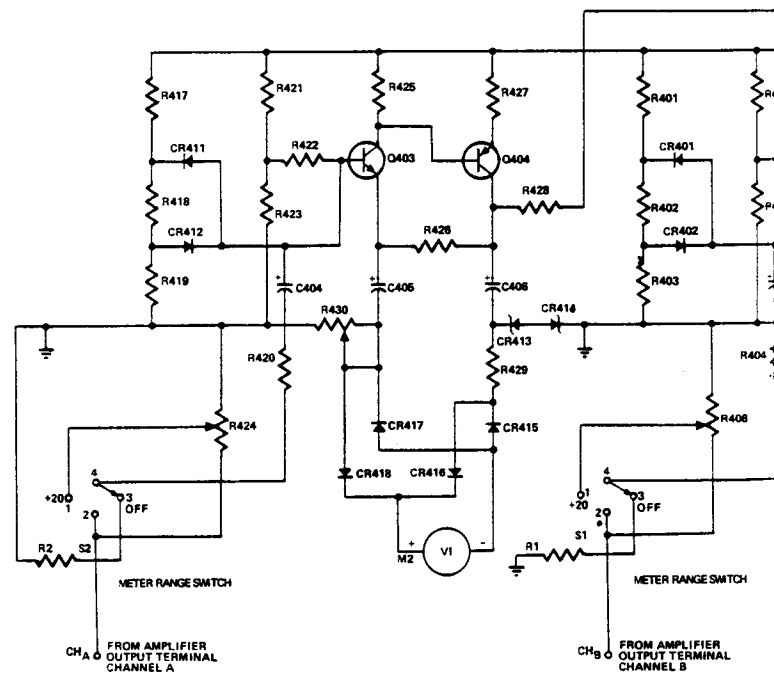 R417
R421
R425
R427
R401
CR411
R422
Q403
Q404
CR401
R418
R423
R428
R402
CR412
R426
CR402
R419
+
C404
+
C405
+
C406
R403
R430
CR413
CR414
R420
R429
R404
R424
CR417
CR415
R408
4
+20
1
3
OFF
2
CR418
CR416
4
1
+20
3
OFF
2
R2
S2
+
M2
V1
-
R1
S1
METER RANGE SWITCH
METER RANGE SWITCH
CHA
FROM AMPLIFIER
OUTPUT TERMINAL
CHANNEL A
CHB
FROM AMPLIFIER
OUTPUT TERMINAL
CHANNEL B